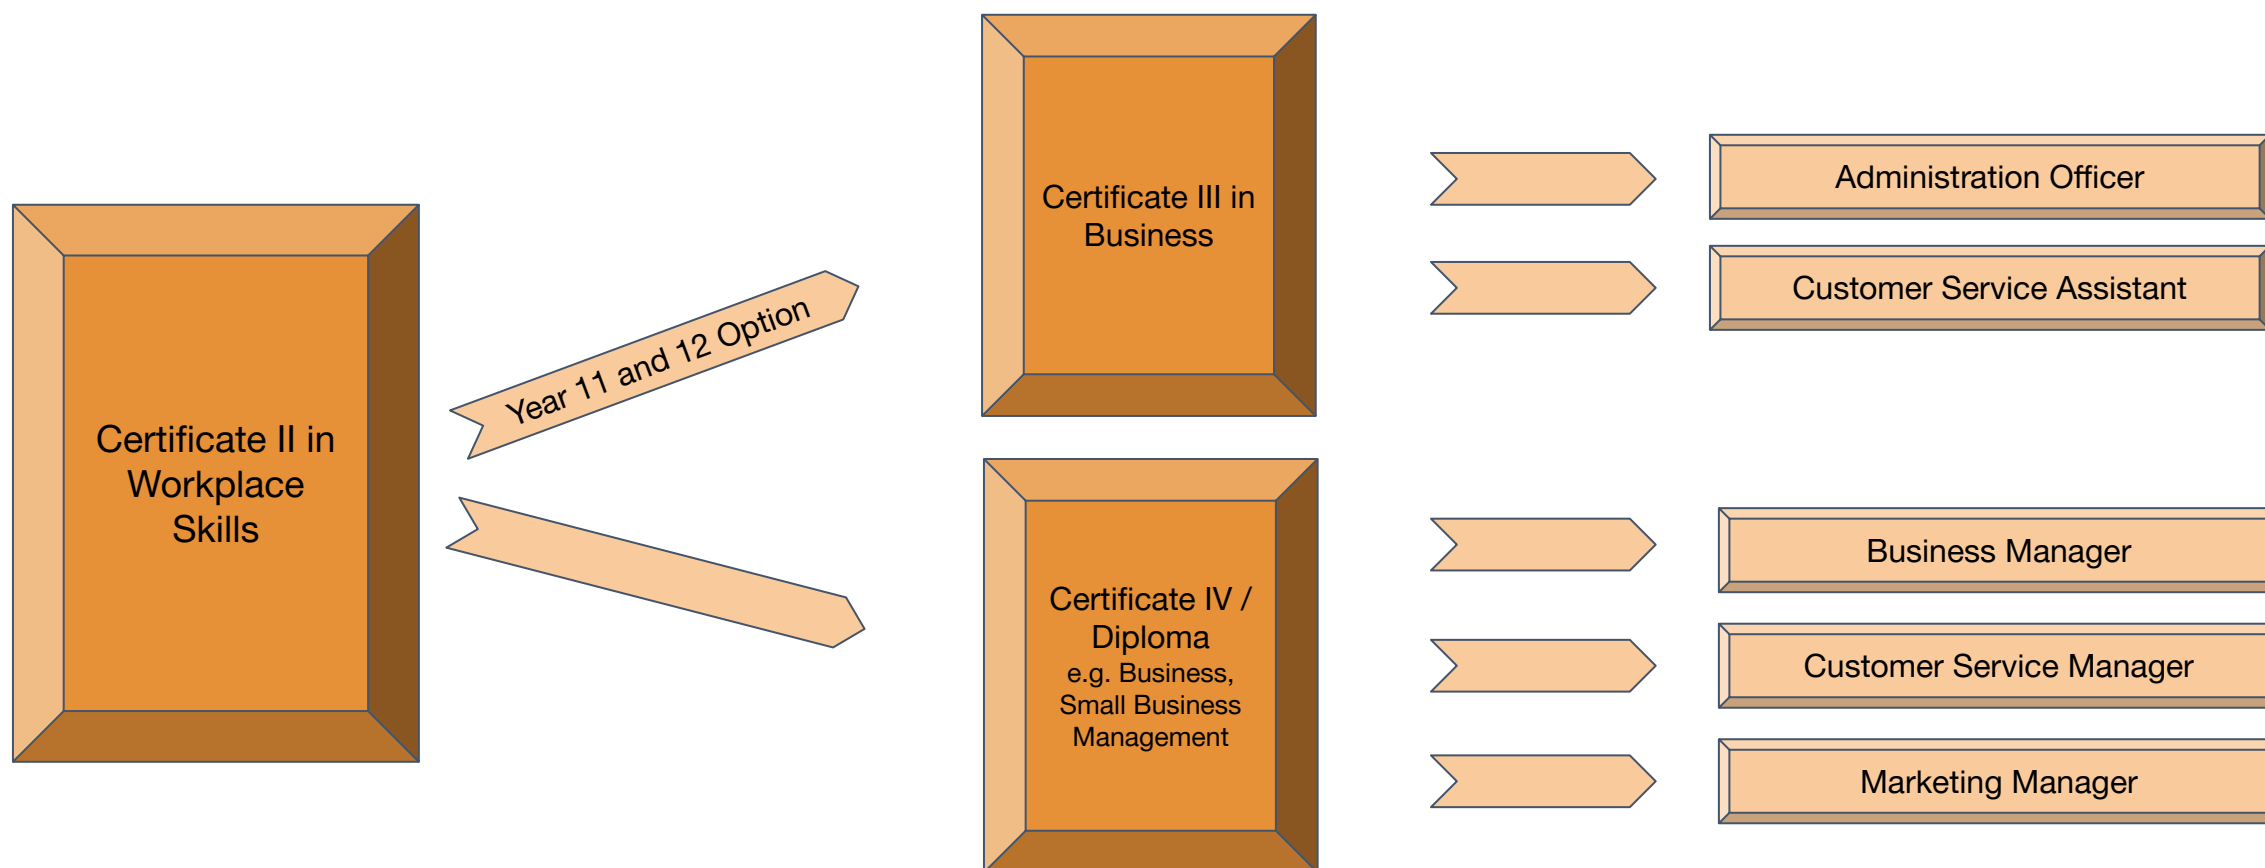 Certificate II in
Workplace
Skills
Year 11 and 12 Option
Certificate III in
Business
Administration Officer
Customer Service Assistant
Certificate IV /
Diploma
e.g. Business,
Small Business
Management
Business Manager
Customer Service Manager
Marketing Manager